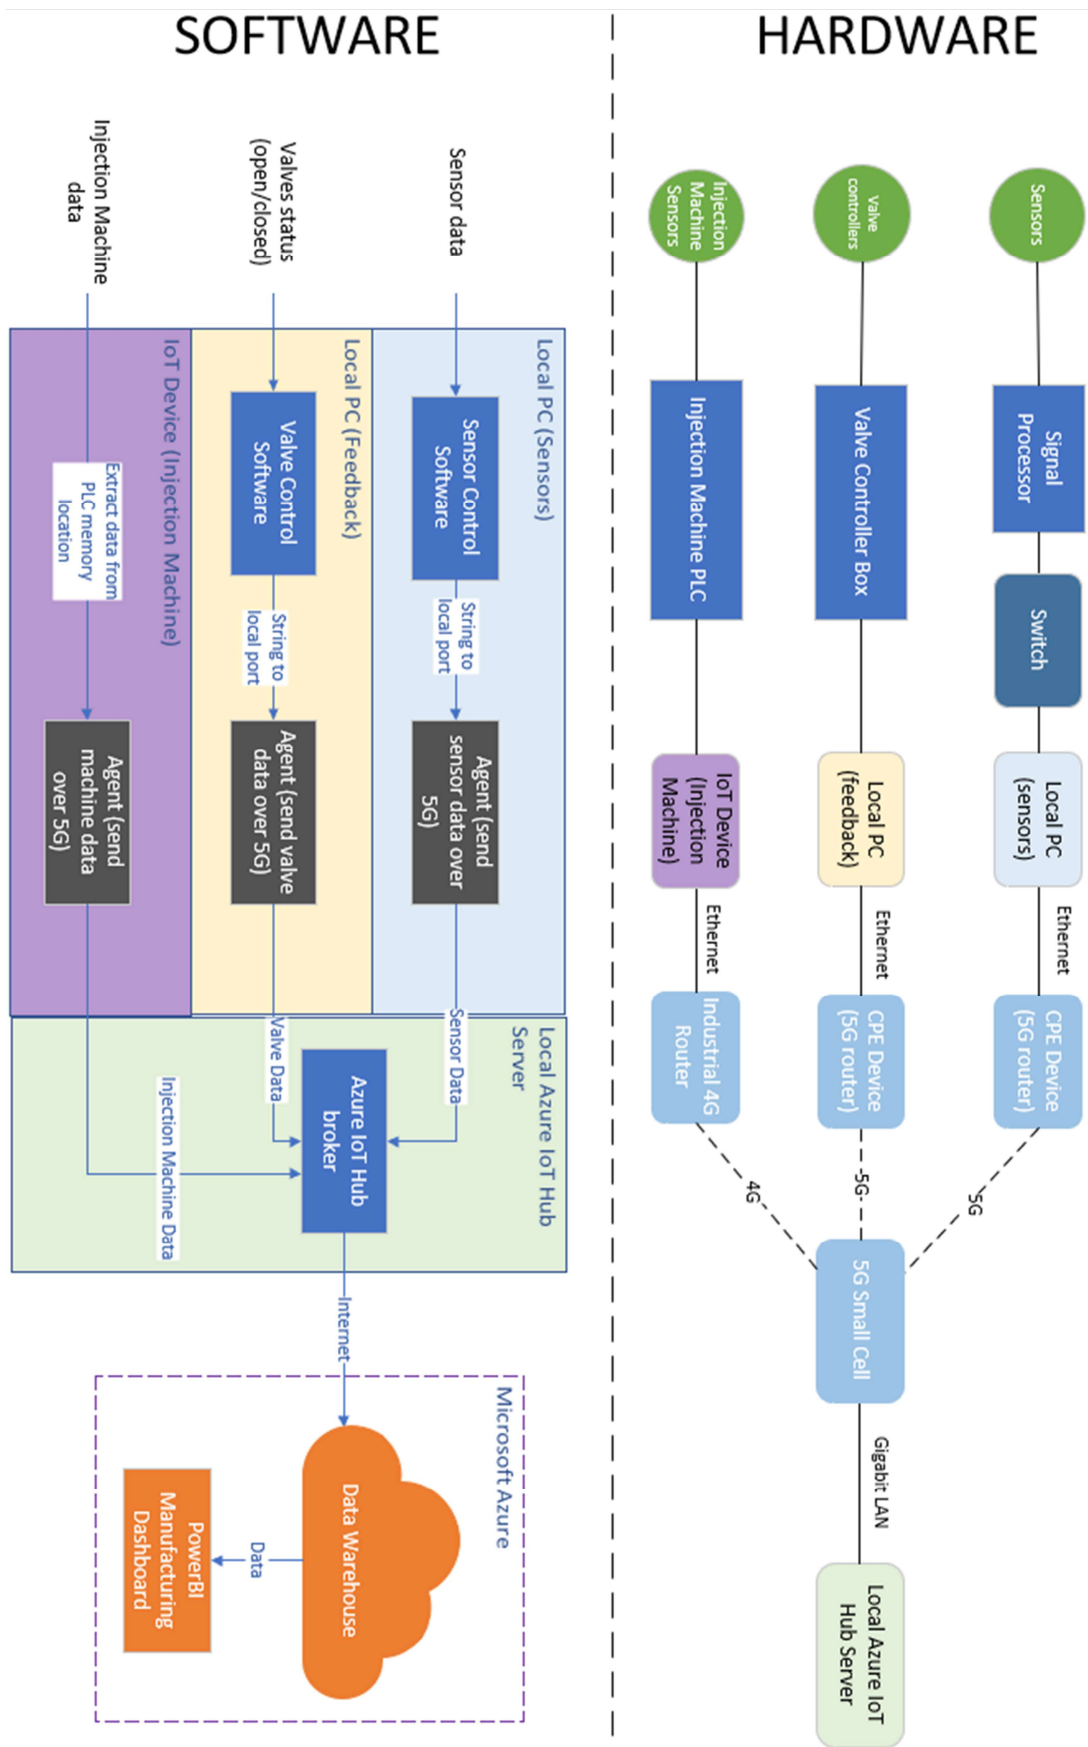 SOFTWARE
HARDWARE
Sensors
Signal
Processor
Switch
Local PC
(sensors)
Ethernet
CPE Device
(5G router)
5G
Valve
controllers
Valve Controller Box
Local PC
(feedback)
Ethernet
CPE Device
(5G router)
5G
5G Small Cell
Gigabit LAN
Local Azure IoT
Hub Server
Injection
Machine
Sensors
Injection Machine PLC
IoT Device
(Injection
Machine)
Ethernet
Industrial 4G
Router
4G
Sensor data
Local PC (Sensors)
Sensor Control
Software
String to
local port
Agent (send
sensor data over
5G)
Sensor Data
Valves status
(open/closed)
Local PC (Feedback)
Valve Control
Software
String to
local port
Agent (send valve
data over 5G)
Valve Data
Injection Machine
data
IoT Device (Injection Machine)
Extract data from
PLC memory
location
Agent (send
machine data
over 5G)
Injection Machine Data
Local Azure IoT Hub
Server
Azure IoT Hub
broker
Internet
Microsoft Azure
Data Warehouse
Data
PowerBI
Manufacturing
Dashboard